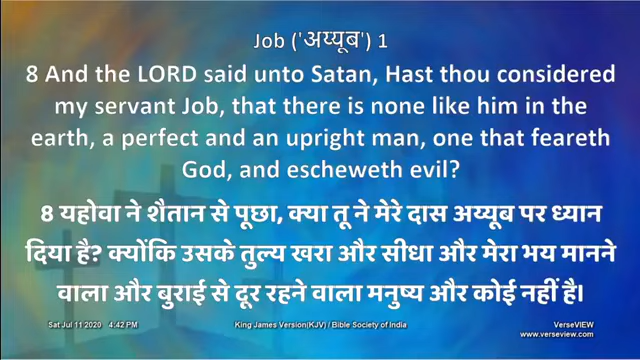 Job ('अय्यूब') 1
8 And the LORD said unto Satan, Hast thou considered
my servant Job, that there is none like him in the
earth, a perfect and an upright man, one that feareth
God, and escheweth evil?
8 यहोवा ने शैतान से पूछा, क्या तू ने मेरे दास अय्यूब पर ध्यान
दिया है? क्योंकि उसके तुल्य खरा और सीधा और मेरा भय मानने
वाला और बुराई से दूर रहने वाला मनुष्य और कोई नहीं है।
Sat Jul 11 2020 4:42 PM King James Version(KJV) / Bible Society of India VerseVIEW
www.verseview.com